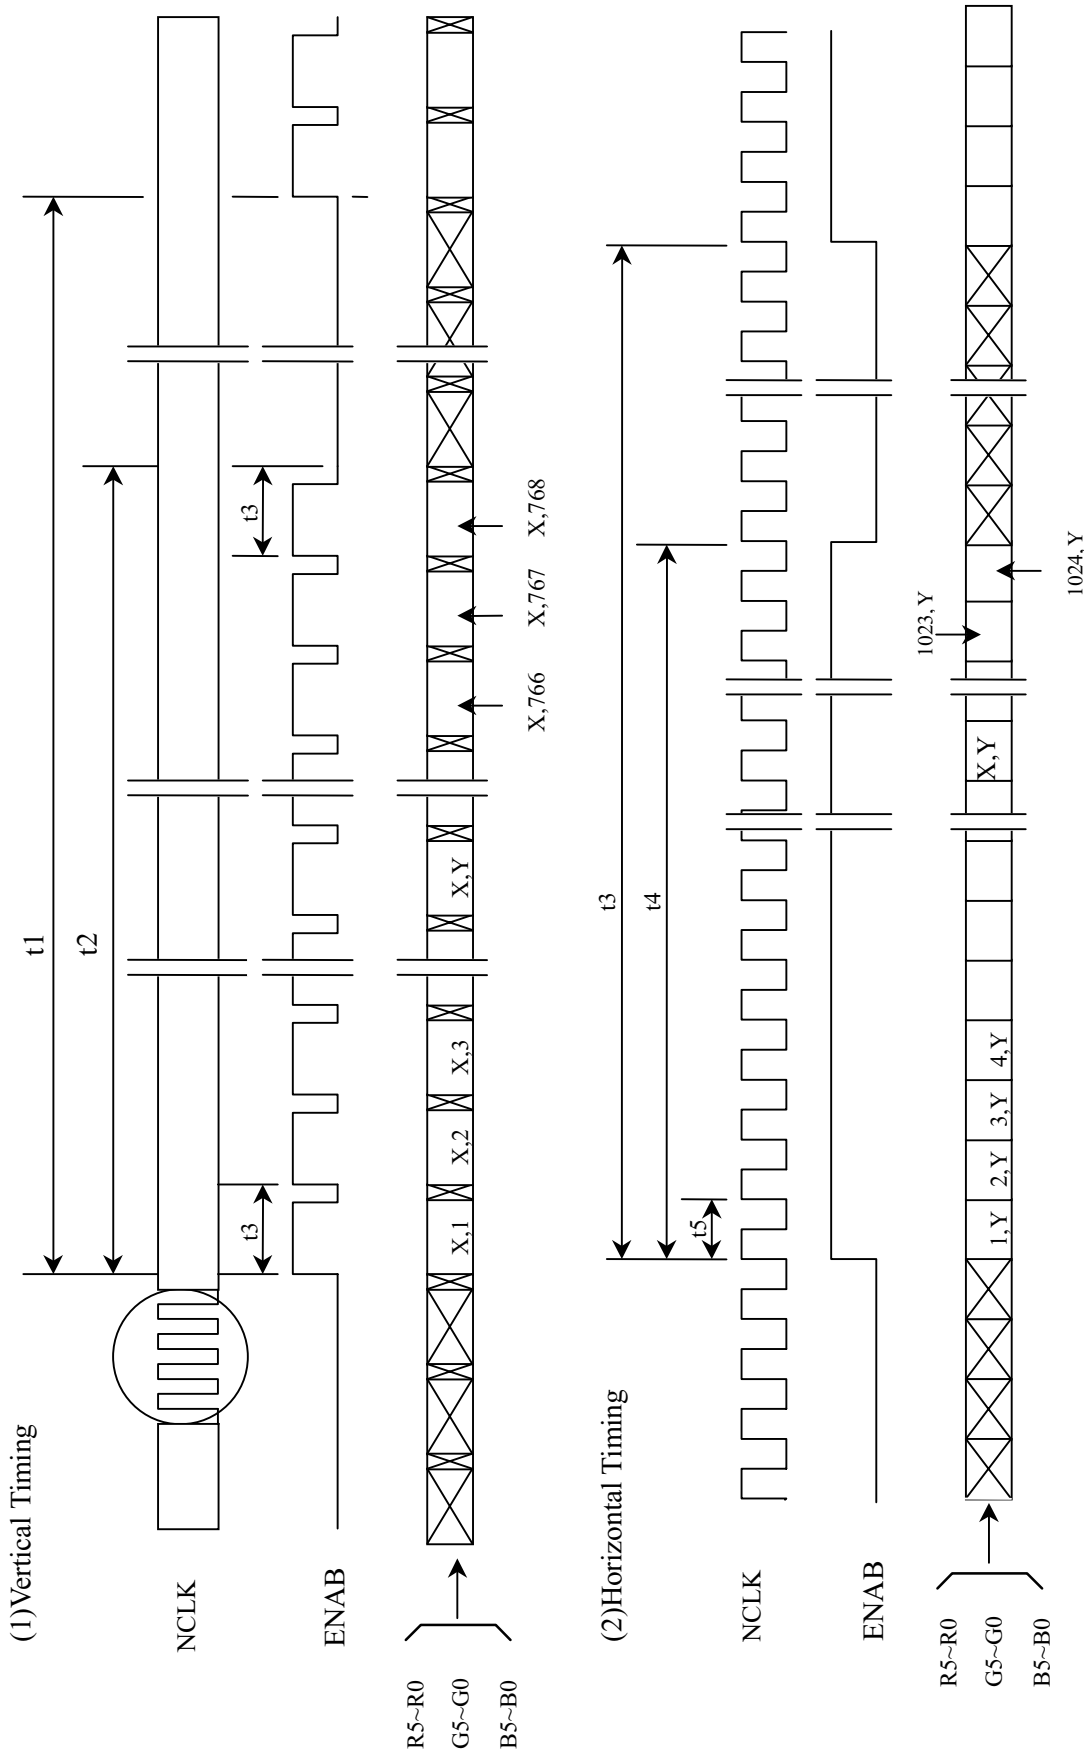 (1)Vertical Timing
t1
t2
NCLK
t3
t3
ENAB
R5~R0
G5~G0
B5~B0
X,1
X,2
X,3
X,Y
X,766
X,767
X,768
(2)Horizontal Timing
t3
t4
t5
NCLK
ENAB
R5~R0
G5~G0
B5~B0
1,Y
2,Y
3,Y
4,Y
X,Y
1023,Y
1024,Y